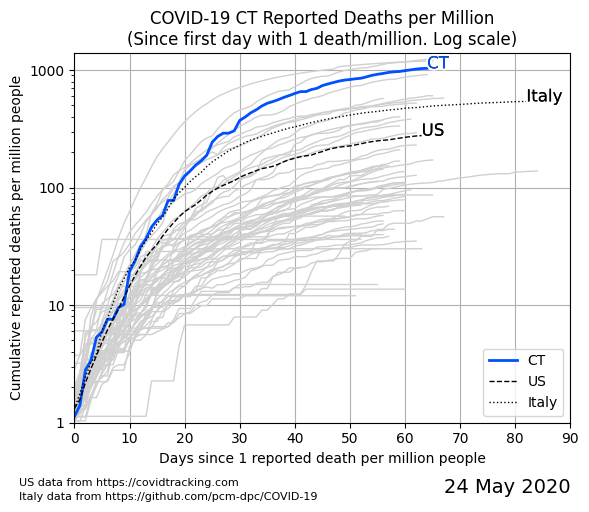 COVID-19 CT Reported Deaths per Million
(Since first day with 1 death/million. Log scale)
Cumulative reported deaths per million people
1000
100
10
1
CT
Italy
US
CT
US
Italy
0 10 20 30 40 50 60 70 80 90
Days since 1 reported death per million people
US data from https://covidtracking.com
Italy data from https://github.com/pcm-dpc/COVID-19
24 May 2020